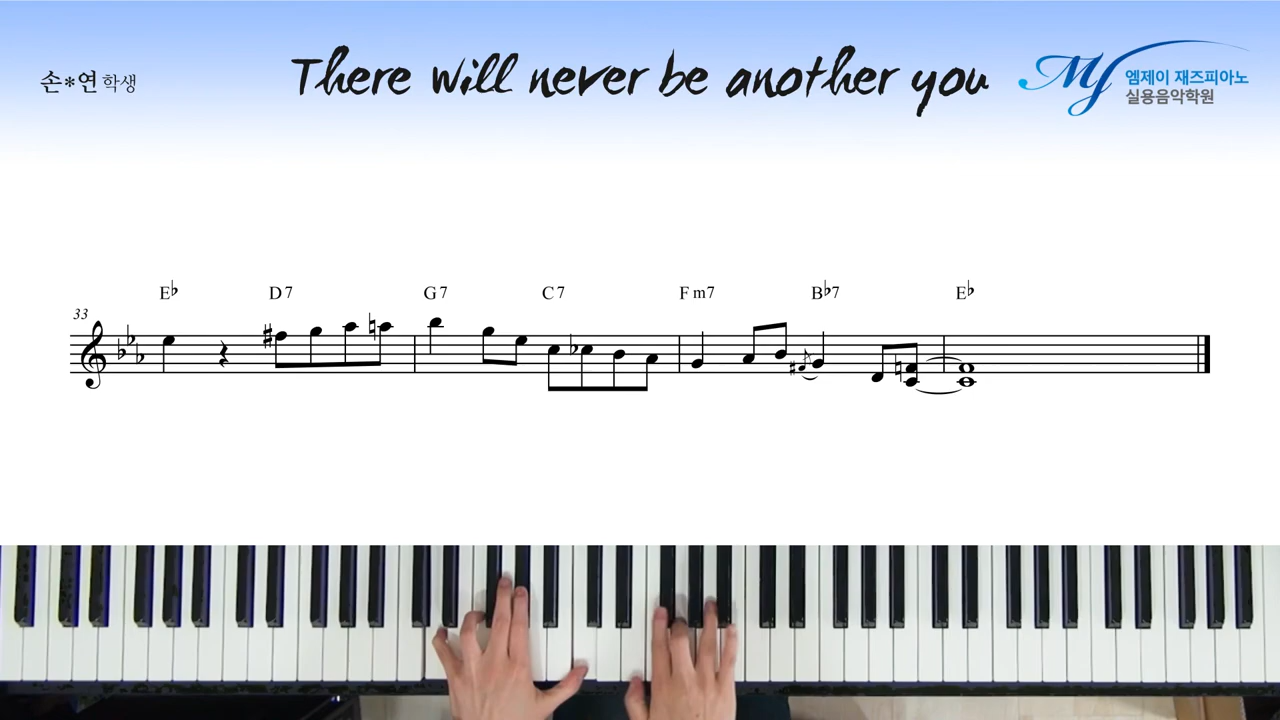 손*연 학생
There will never be another you
엠제이 재즈피아노
실용음악학원
E♭ D7 G7 C7 Fm7 B♭7 E♭
33